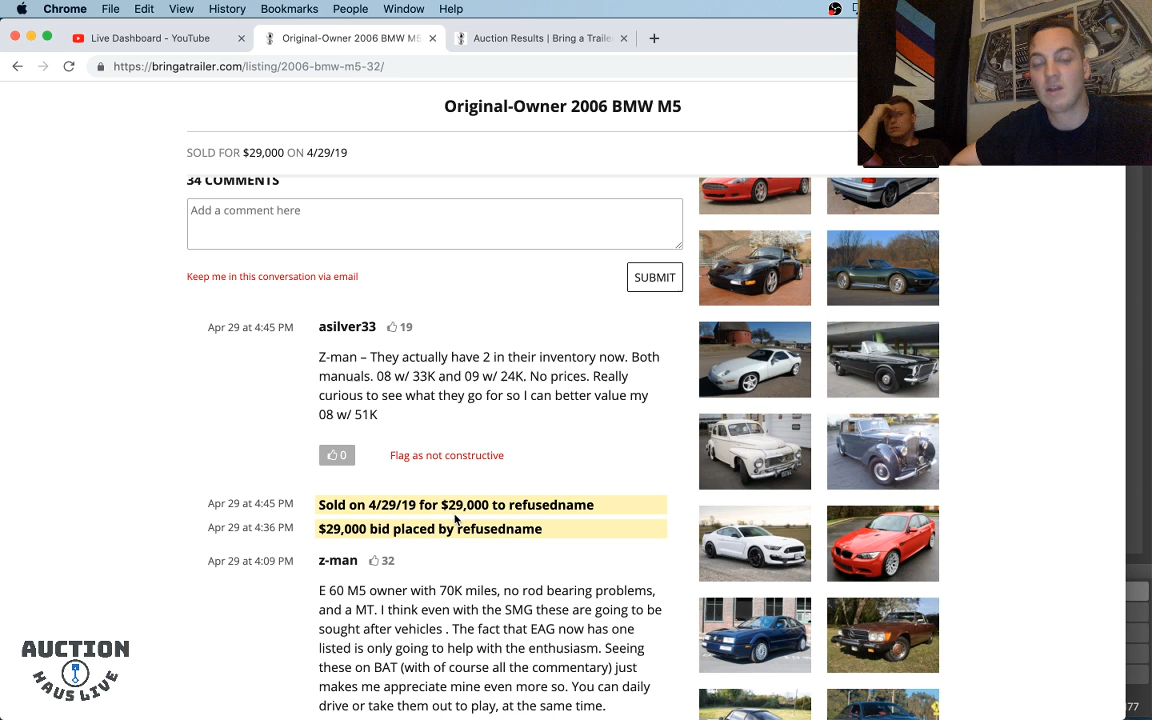 Chrome File Edit View History Bookmarks People Window Help
Live Dashboard - YouTube
Original-Owner 2006 BMW M5
Auction Results | Bring a Traile
https://bringatrailer.com/listing/2006-bmw-m5-32/
Original-Owner 2006 BMW M5
SOLD FOR $29,000 ON 4/29/19
34 COMMENTS
Add a comment here
Keep me in this conversation via email
SUBMIT
Apr 29 at 4:45 PM
asilver33 19
Z-man – They actually have 2 in their inventory now. Both
manuals. 08 w/ 33K and 09 w/ 24K. No prices. Really
curious to see what they go for so I can better value my
08 w/ 51K
0
Flag as not constructive
Apr 29 at 4:45 PM
Sold on 4/29/19 for $29,000 to refusedname
Apr 29 at 4:36 PM
$29,000 bid placed by refusedname
Apr 29 at 4:09 PM
z-man 32
E 60 M5 owner with 70K miles, no rod bearing problems,
and a MT. I think even with the SMG these are going to be
sought after vehicles . The fact that EAG now has one
listed is only going to help with the enthusiasm. Seeing
these on BAT (with of course all the commentary) just
makes me appreciate mine even more so. You can daily
drive or take them out to play, at the same time.
AUCTION
HAUS LIVE
77